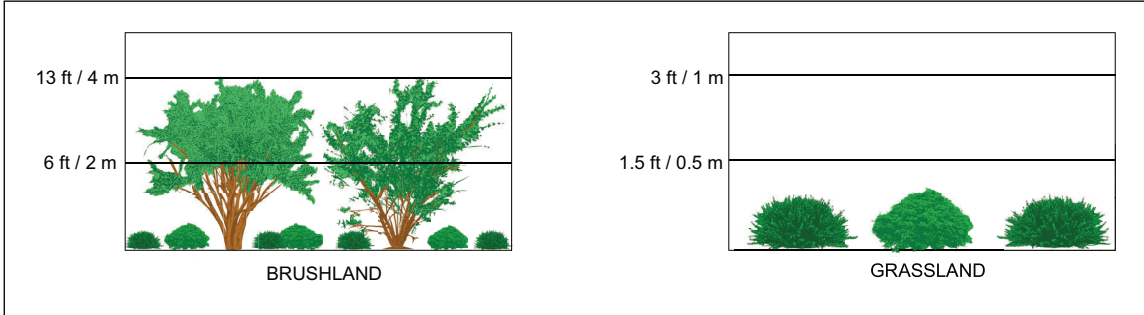 13 ft / 4 m
6 ft / 2 m
BRUSHLAND
3 ft / 1 m
1.5 ft / 0.5 m
GRASSLAND